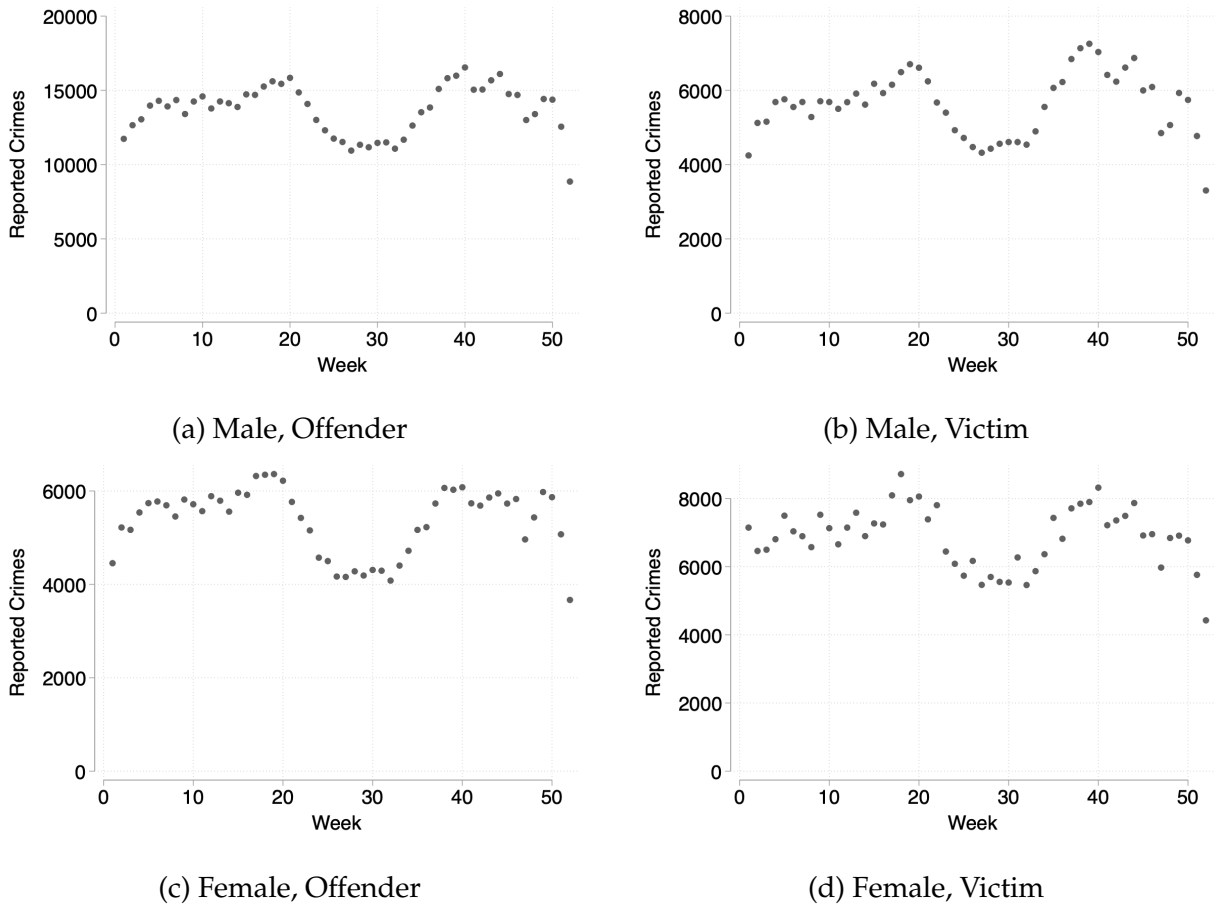 20000
15000
10000
5000
0
Reported Crimes
0 10 20 30 40 50
Week
(a) Male, Offender
8000
6000
4000
2000
0
Reported Crimes
0 10 20 30 40 50
Week
(b) Male, Victim
6000
4000
2000
0
Reported Crimes
0 10 20 30 40 50
Week
(c) Female, Offender
8000
6000
4000
2000
0
Reported Crimes
0 10 20 30 40 50
Week
(d) Female, Victim